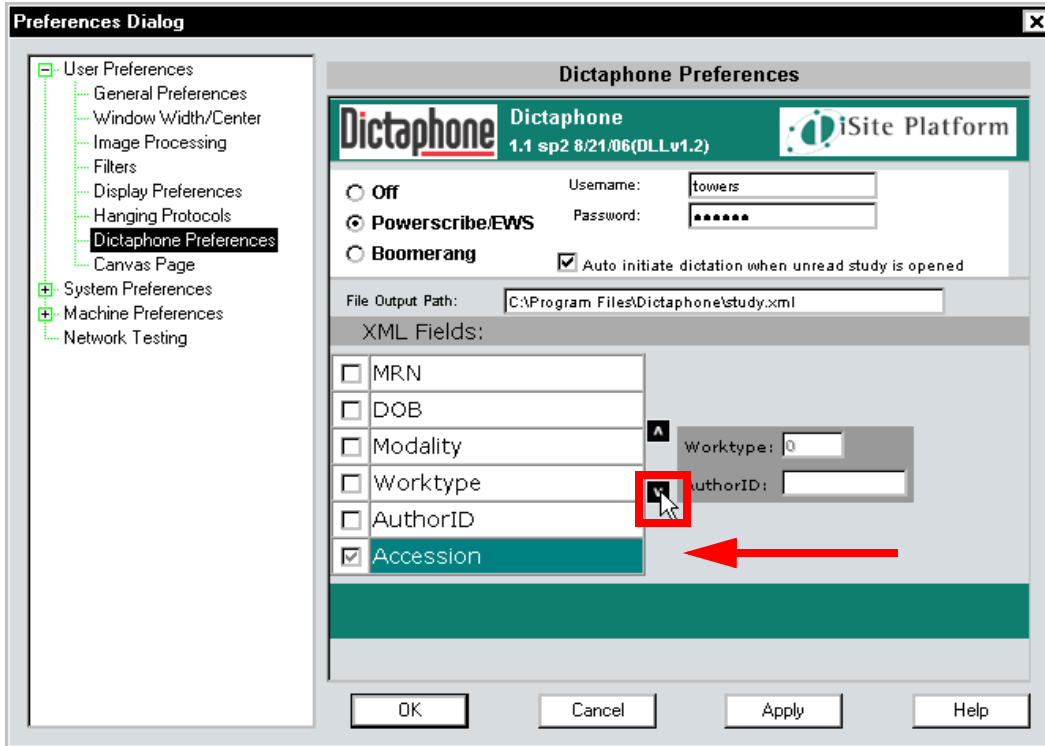 Preferences Dialog
User Preferences
General Preferences
Window Width/Center
Image Processing
Filters
Display Preferences
Hanging Protocols
Dictaphone Preferences
Canvas Page
System Preferences
Machine Preferences
Network Testing
Dictaphone Preferences
Dictaphone
Dictaphone
1.1 sp2 8/21/06(DLLv1.2)
iSite Platform
Off
Powerscribe/EWS
Boomerang
Username: towers
Password: ●●●●●●
Auto initiate dictation when unread study is opened
File Output Path: C:\Program Files\Dictaphone\study.xml
XML Fields:
MRN
DOB
Modality
Worktype
AuthorID
Accession
Worktype: 0
AuthorID:
OK Cancel Apply Help